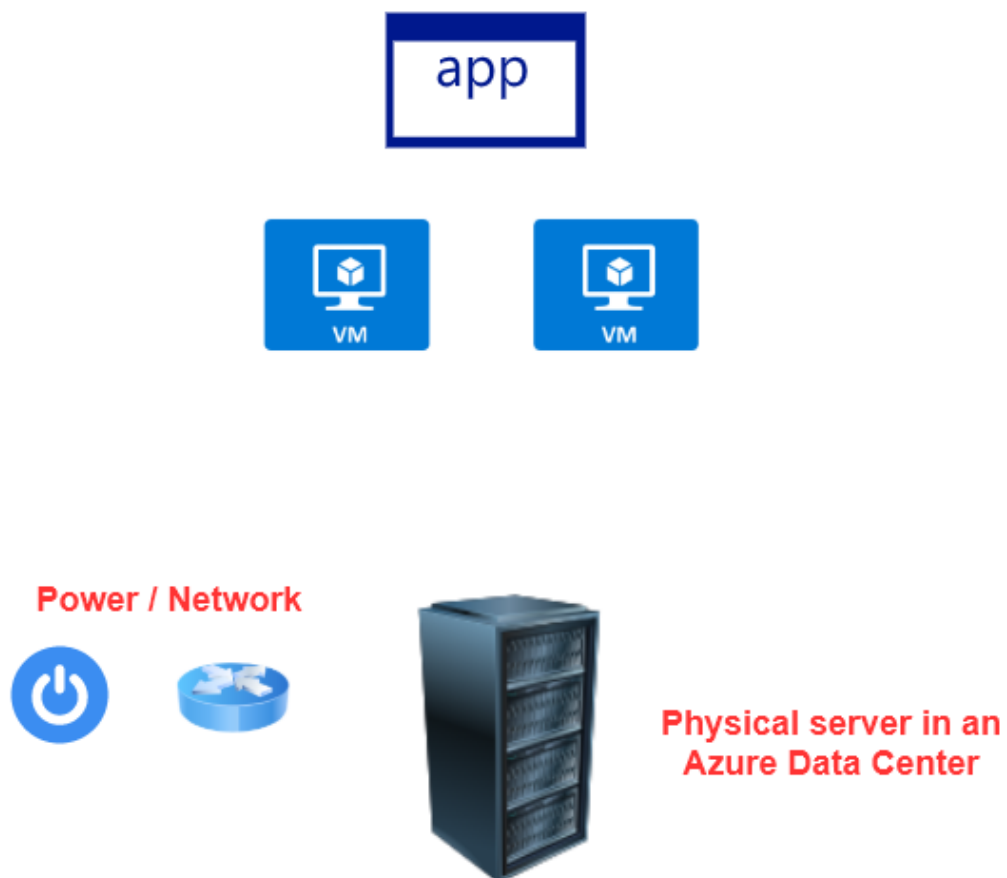 app
VM
VM
Power / Network
Physical server in an
Azure Data Center